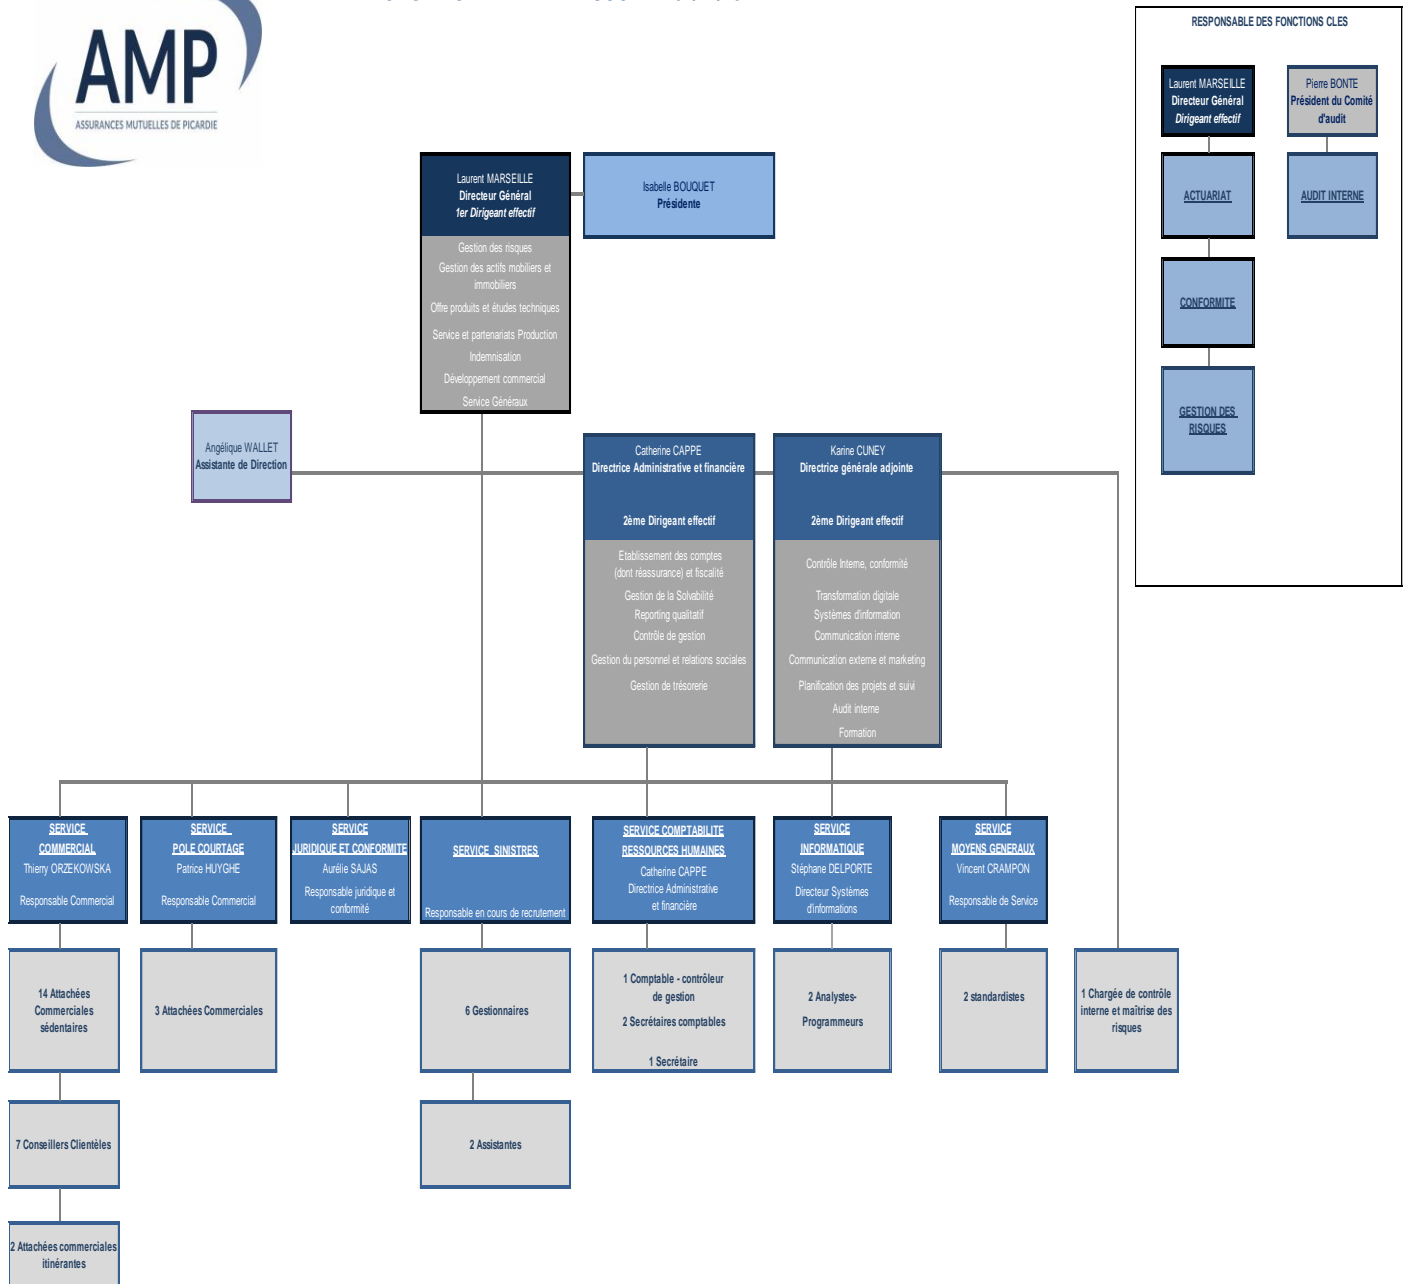 AMP
ASSURANCES MUTUELLES DE PICARDIE
RESPONSABLE DES FONCTIONS CLES
Laurent MARSEILLE
Directeur Général
Dirigeant effectif
Pierre BONTE
Président du Comité
d'audit
ACTUARIAT
AUDIT INTERNE
CONFORMITE
GESTION DES
RISQUES
Laurent MARSEILLE
Directeur Général
1er Dirigeant effectif
Isabelle BOUQUET
Présidente
Gestion des risques
Gestion des actifs mobiliers et
immobiliers
Offre produits et études techniques
Service et partenariats Production
Indemnisation
Développement commercial
Service Généraux
Angélique WALLET
Assistante de Direction
Catherine CAPPE
Directrice Administrative et financière
2ème Dirigeant effectif
Etablissement des comptes
(dont réassurance) et fiscalité
Gestion de la Solvabilité
Reporting qualitatif
Contrôle de gestion
Gestion du personnel et relations sociales
Gestion de trésorerie
Karine CUNEY
Directrice générale adjointe
2ème Dirigeant effectif
Contrôle Interne, conformité
Transformation digitale
Systèmes d'information
Communication interne
Communication externe et marketing
Planification des projets et suivi
Audit interne
Formation
SERVICE
COMMERCIAL
Thierry ORZEKOWSKA
Responsable Commercial
SERVICE
POLE COURTAGE
Patrice HUYGHE
Responsable Commercial
SERVICE
JURIDIQUE ET CONFORMITE
Aurélie SAJAS
Responsable juridique et
conformité
SERVICE SINISTRES
Responsable en cours de recrutement
SERVICE COMPTABILITE
RESSOURCES HUMAINES
Catherine CAPPE
Directrice Administrative
et financière
SERVICE
INFORMATIQUE
Stéphane DELPORTE
Directeur Systèmes
d'informations
SERVICE
MOYENS GENERAUX
Vincent CRAMPON
Responsable de Service
14 Attachées
Commerciales
sédentaires
3 Attachées Commerciales
6 Gestionnaires
1 Comptable - contrôleur
de gestion
2 Secrétaires comptables
1 Secrétaire
2 Analystes-
Programmeurs
2 standardistes
1 Chargée de contrôle
interne et maîtrise des
risques
7 Conseillers Clientèles
2 Assistantes
2 Attachées commerciales
itinérantes